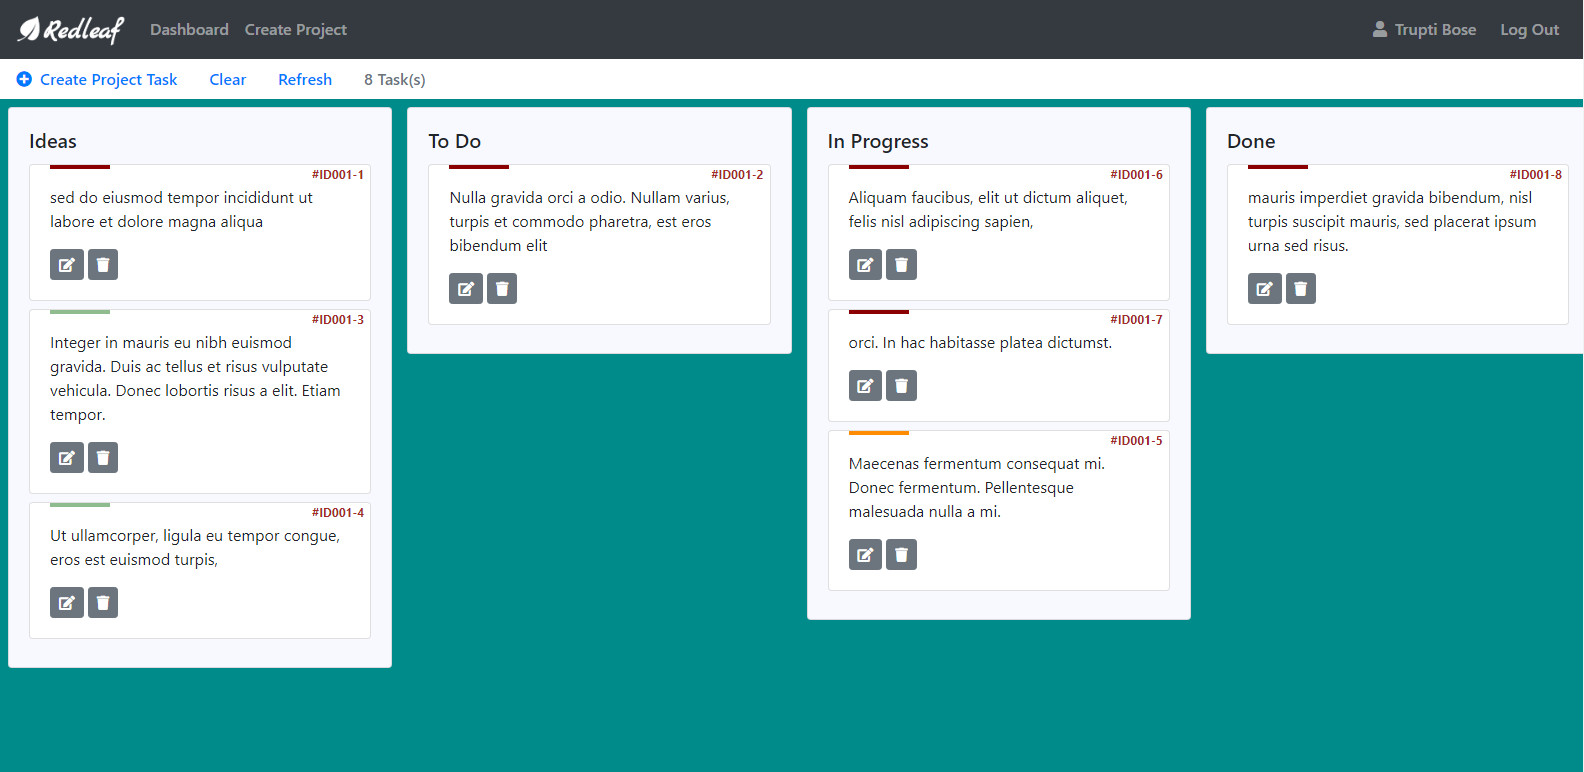 Redleaf Dashboard Create Project Trupti Bose Log Out
Create Project Task Clear Refresh 8 Task(s)
Ideas
#ID001-1
sed do eiusmod tempor incididunt ut
labore et dolore magna aliqua
#ID001-3
Integer in mauris eu nibh euismod
gravida. Duis ac tellus et risus vulputate
vehicula. Donec lobortis risus a elit. Etiam
tempor.
#ID001-4
Ut ullamcorper, ligula eu tempor congue,
eros est euismod turpis,
To Do
#ID001-2
Nulla gravida orci a odio. Nullam varius,
turpis et commodo pharetra, est eros
bibendum elit
In Progress
#ID001-6
Aliquam faucibus, elit ut dictum aliquet,
felis nisl adipiscing sapien,
#ID001-7
orci. In hac habitasse platea dictumst.
#ID001-5
Maecenas fermentum consequat mi.
Donec fermentum. Pellentesque
malesuada nulla a mi.
Done
#ID001-8
mauris imperdiet gravida bibendum, nisl
turpis suscipit mauris, sed placerat ipsum
urna sed risus.